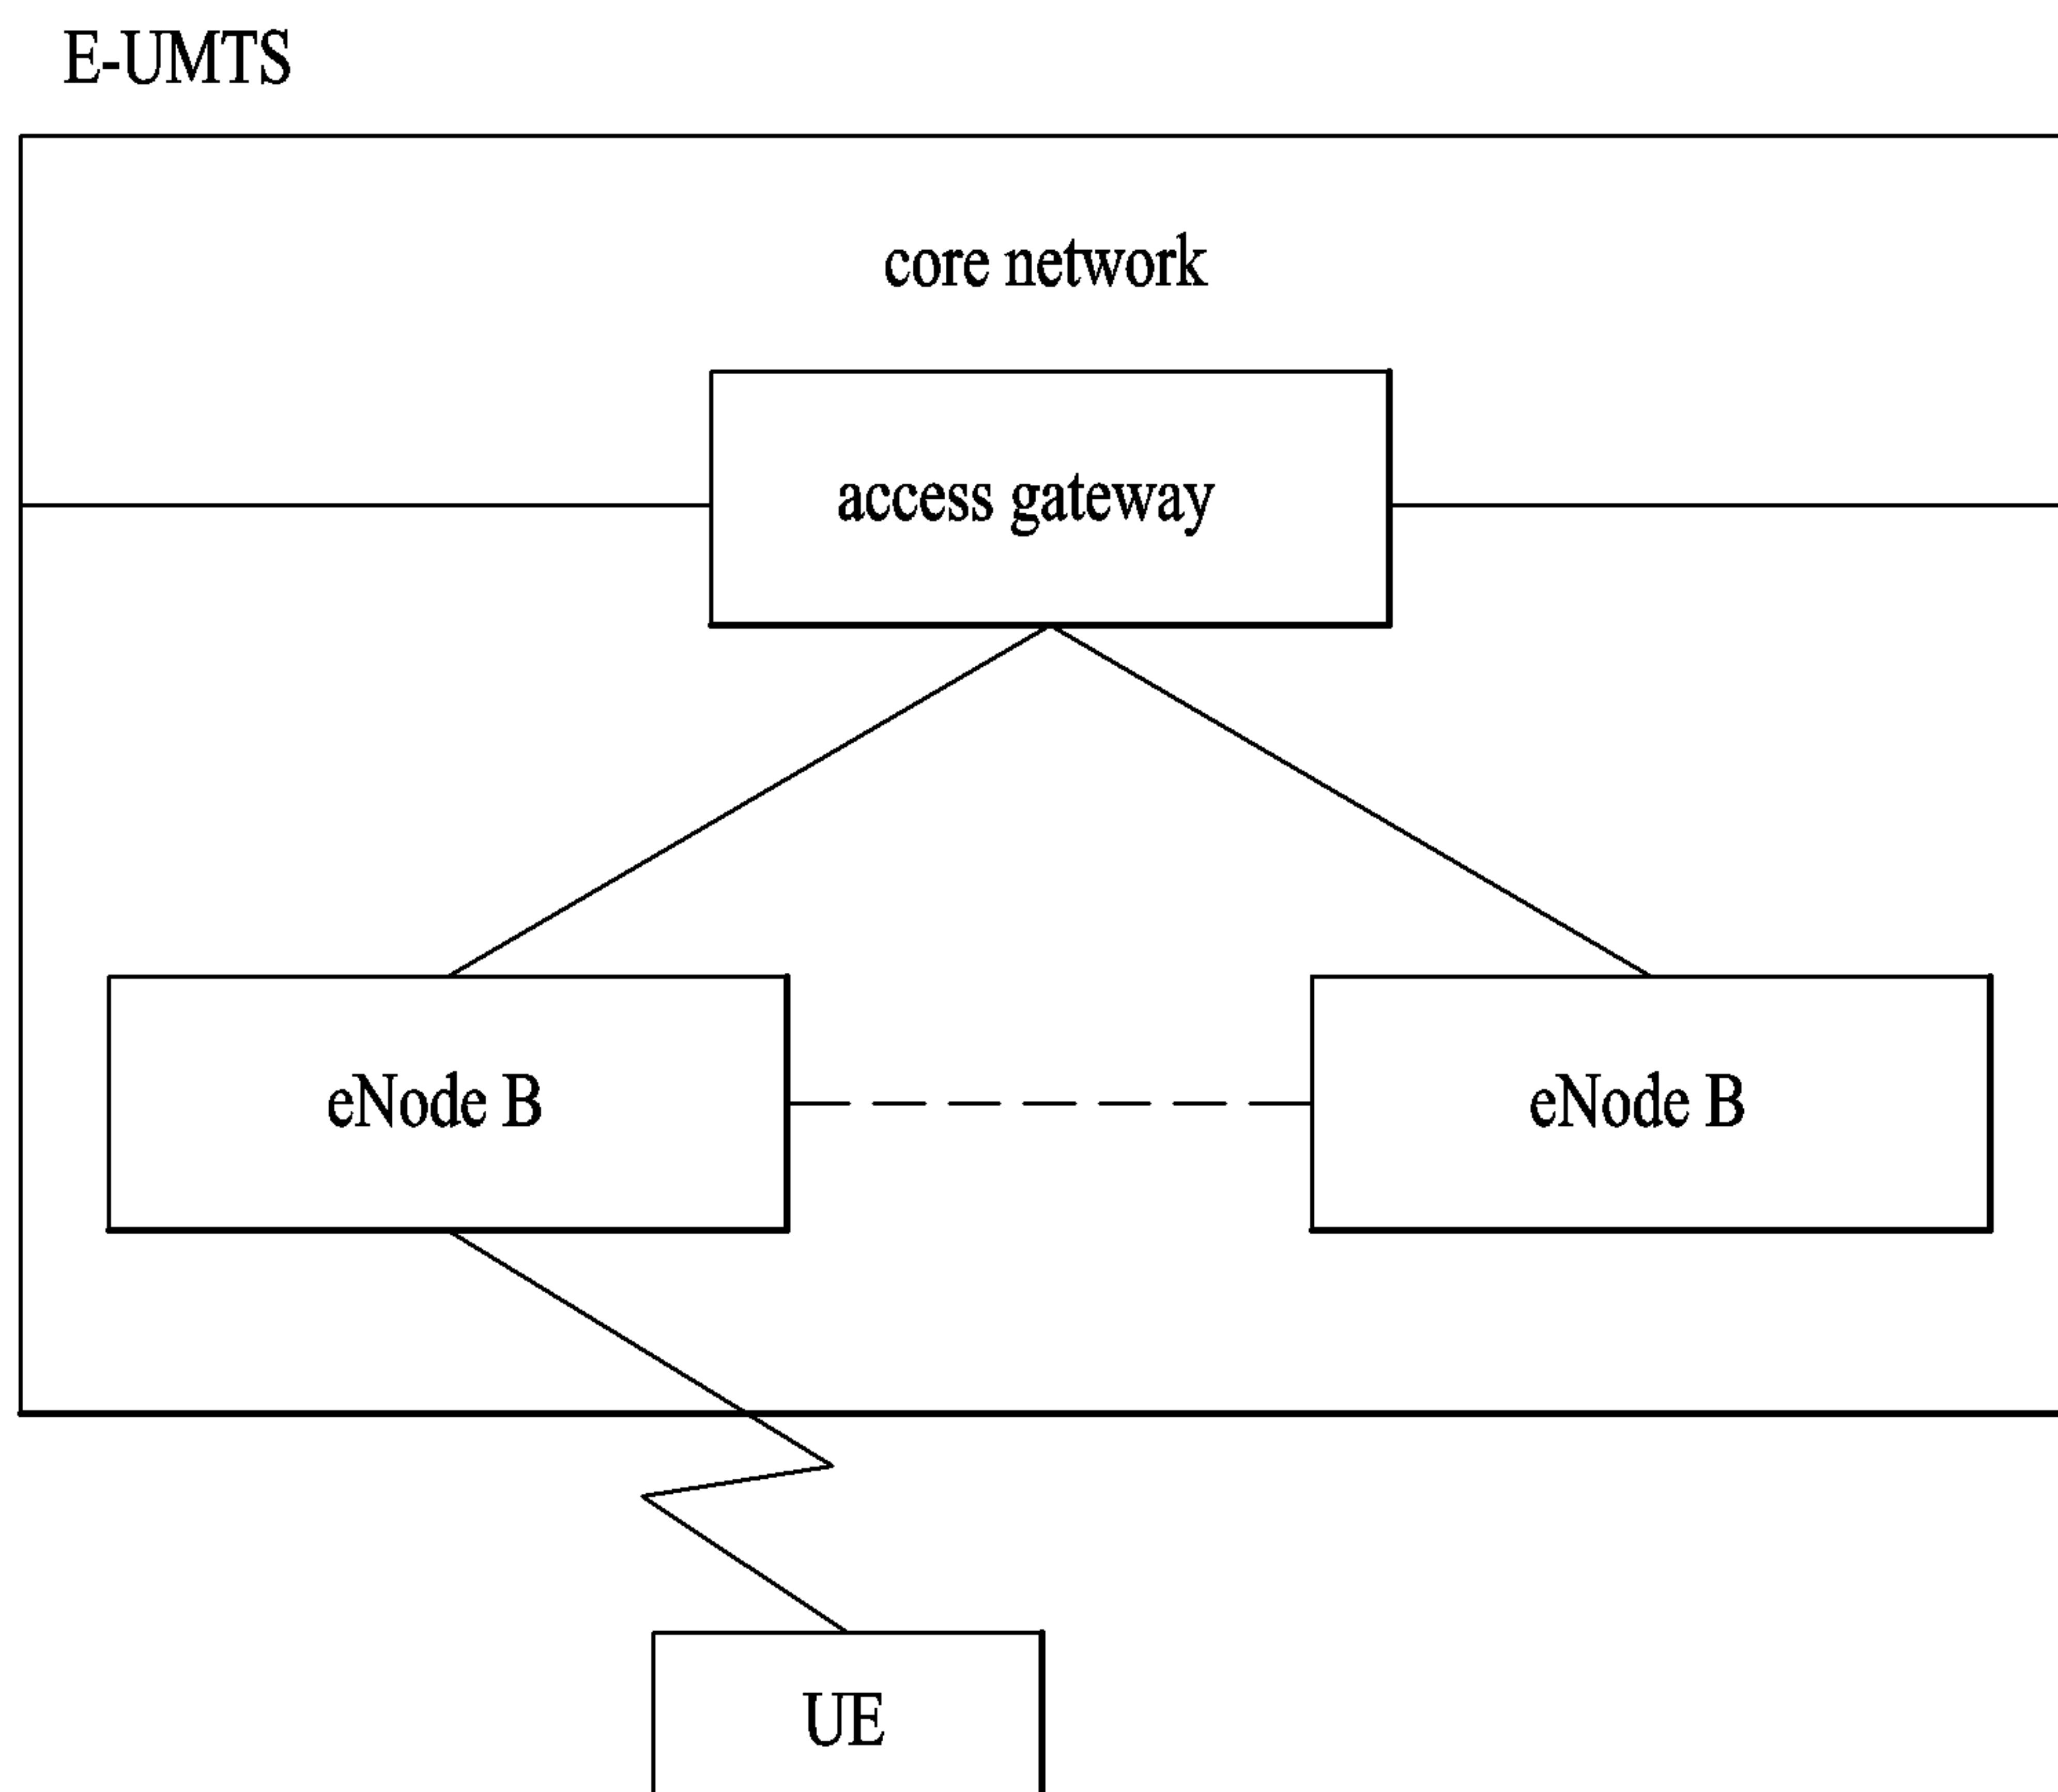 E-UMTS
core network
access gateway
eNode B
eNode B
UE